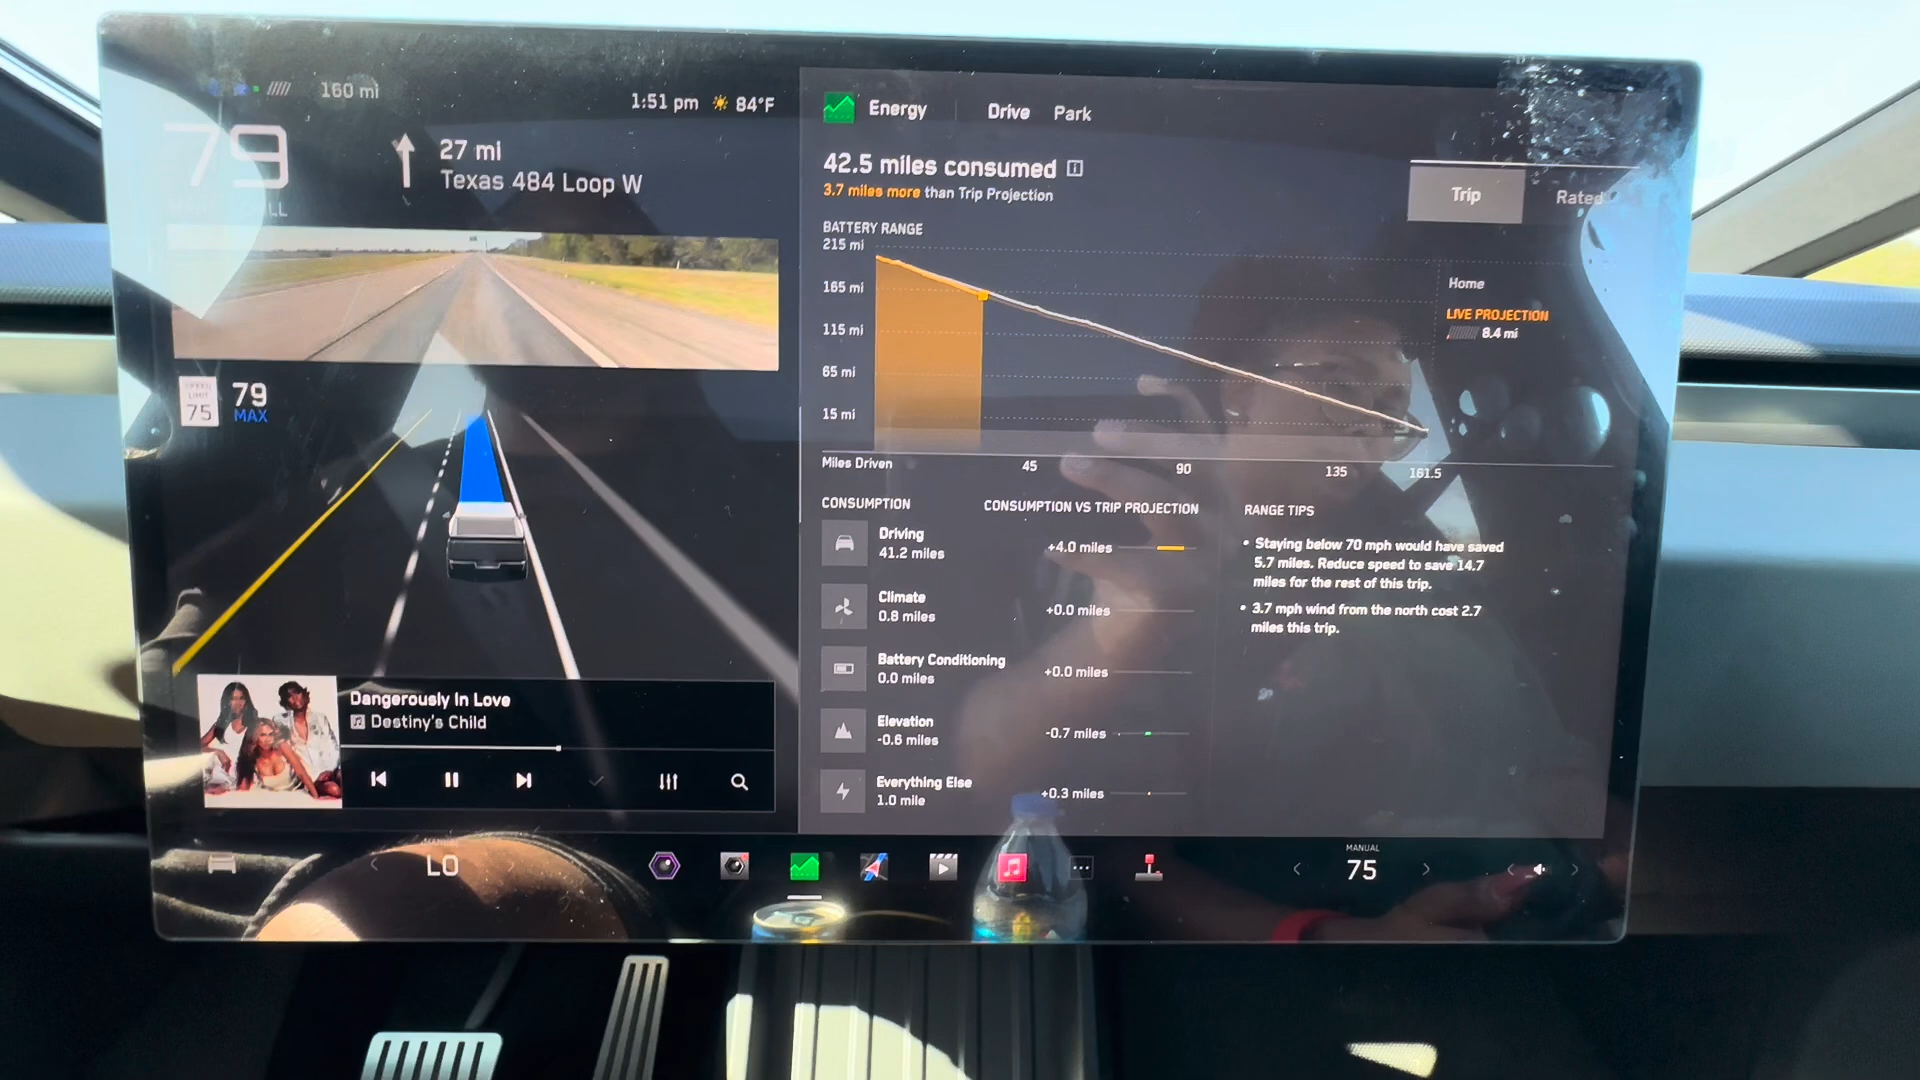 160 mi
1:51 pm 84°F
79
27 mi
Texas 484 Loop W
SPEED
LIMIT
75
79
MAX
Dangerously In Love
Destiny's Child
Energy Drive Park
42.5 miles consumed
3.7 miles more than Trip Projection
Trip Rated
BATTERY RANGE
215 mi
165 mi
115 mi
65 mi
15 mi
Home
LIVE PROJECTION
8.4 mi
Miles Driven 45 90 135 161.5
CONSUMPTION
CONSUMPTION VS TRIP PROJECTION
RANGE TIPS
Driving
41.2 miles
+4.0 miles
Climate
0.8 miles
+0.0 miles
Battery Conditioning
0.0 miles
+0.0 miles
Elevation
-0.6 miles
-0.7 miles
Everything Else
1.0 mile
+0.3 miles
• Staying below 70 mph would have saved
5.7 miles. Reduce speed to save 14.7
miles for the rest of this trip.
• 3.7 mph wind from the north cost 2.7
miles this trip.
MANUAL
LO
MANUAL
75